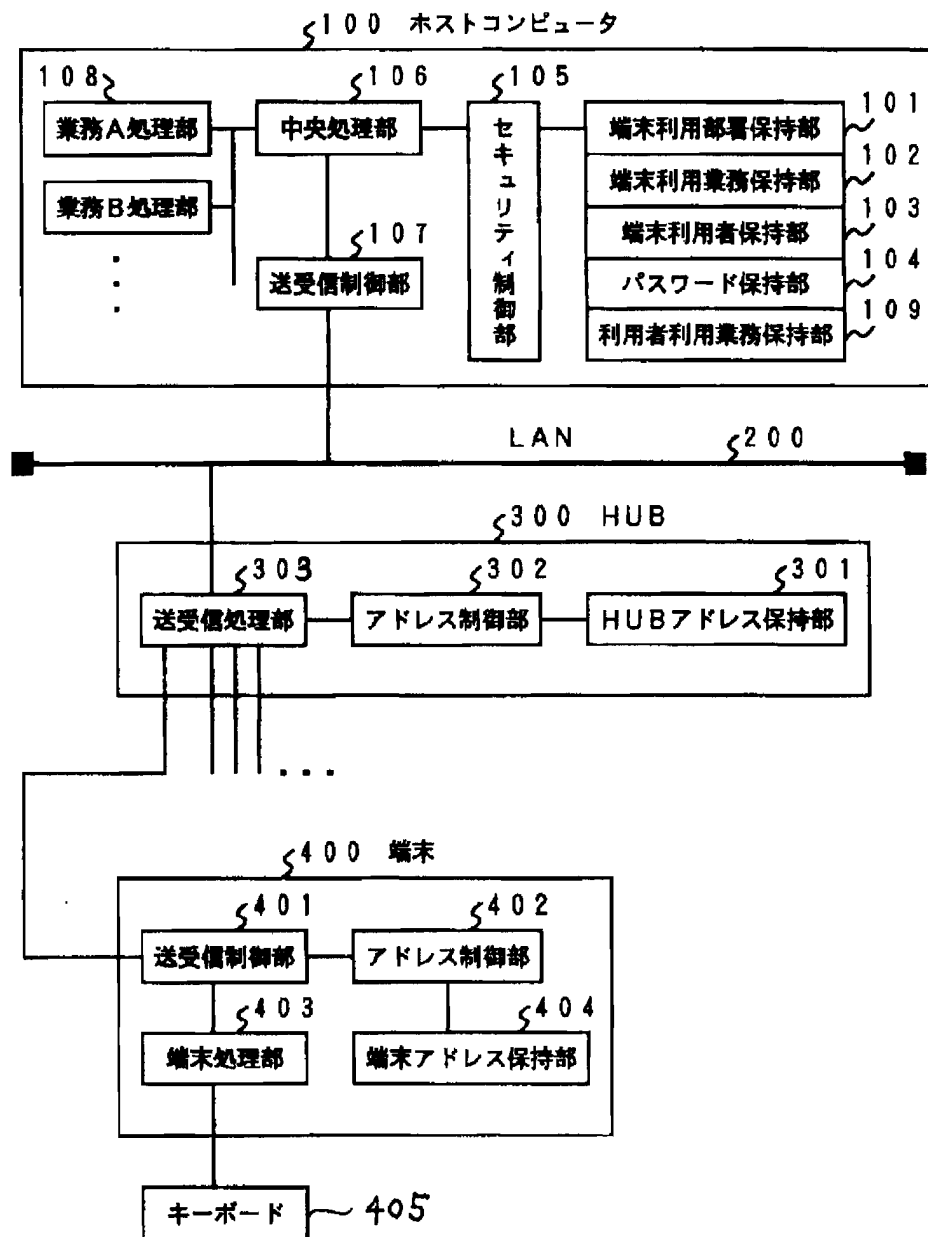 100 ホストコンピュータ
108
106
105
101
業務A処理部
中央処理部
セキュリティ制御部
端末利用部署保持部
102
端末利用業務保持部
業務B処理部
103
端末利用者保持部
107
104
送受信制御部
パスワード保持部
109
利用者利用業務保持部
LAN
200
300 HUB
303
302
301
送受信処理部
アドレス制御部
HUBアドレス保持部
400 端末
401
402
送受信制御部
アドレス制御部
403
404
端末処理部
端末アドレス保持部
キーボード
405